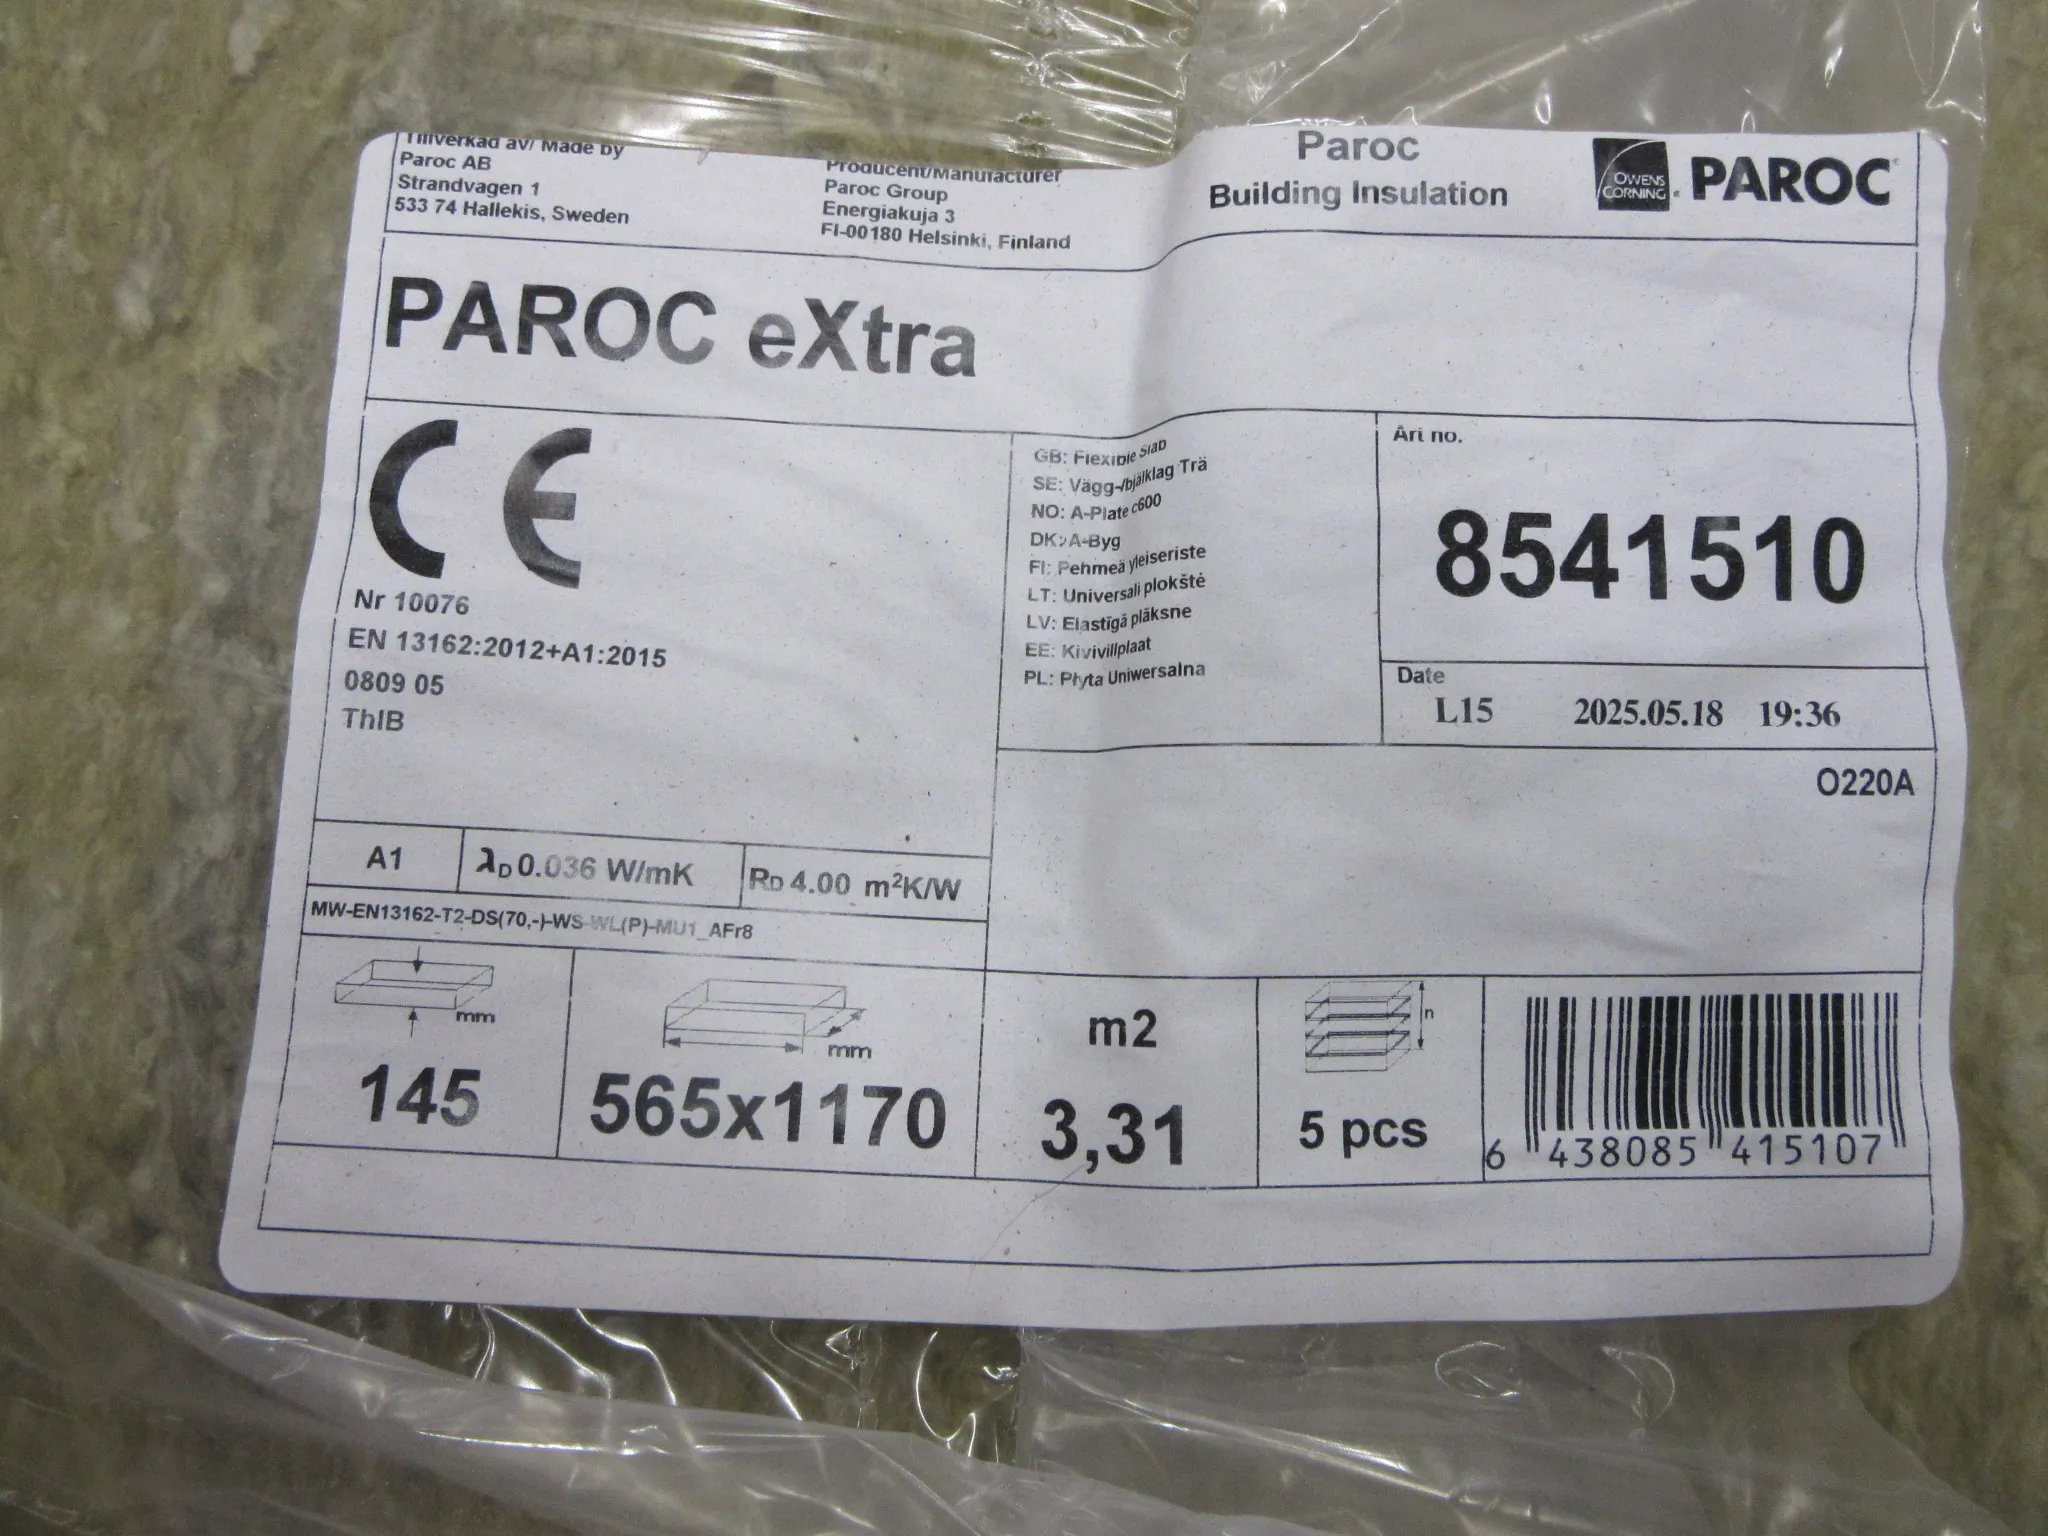 Tillverkad av/ Made by
Paroc AB
Strandvagen 1
533 74 Hallekis, Sweden
Producent/Manufacturer
Paroc Group
Energiakuja 3
FI-00180 Helsinki, Finland
Paroc
Building Insulation
OWENS
CORNING
PAROC
PAROC eXtra
CE
Nr 10076
EN 13162:2012+A1:2015
0809 05
ThIB
GB: Flexible Slab
SE: Vägg-/bjälklag Trä
NO: A-Plate c600
DK: A-Byg
FI: Pehmeä yleiseriste
LT: Universali plokštė
LV: Elastīgā plāksne
EE: Kivivillplaat
PL: Płyta Uniwersalna
Art no.
8541510
Date
L15 2025.05.18 19:36
O220A
A1
λD 0.036 W/mK
RD 4.00 m²K/W
MW-EN13162-T2-DS(70,-)-WS-WL(P)-MU1_AFr8
mm
145
mm
565x1170
m2
3,31
n
5 pcs
6 438085 415107